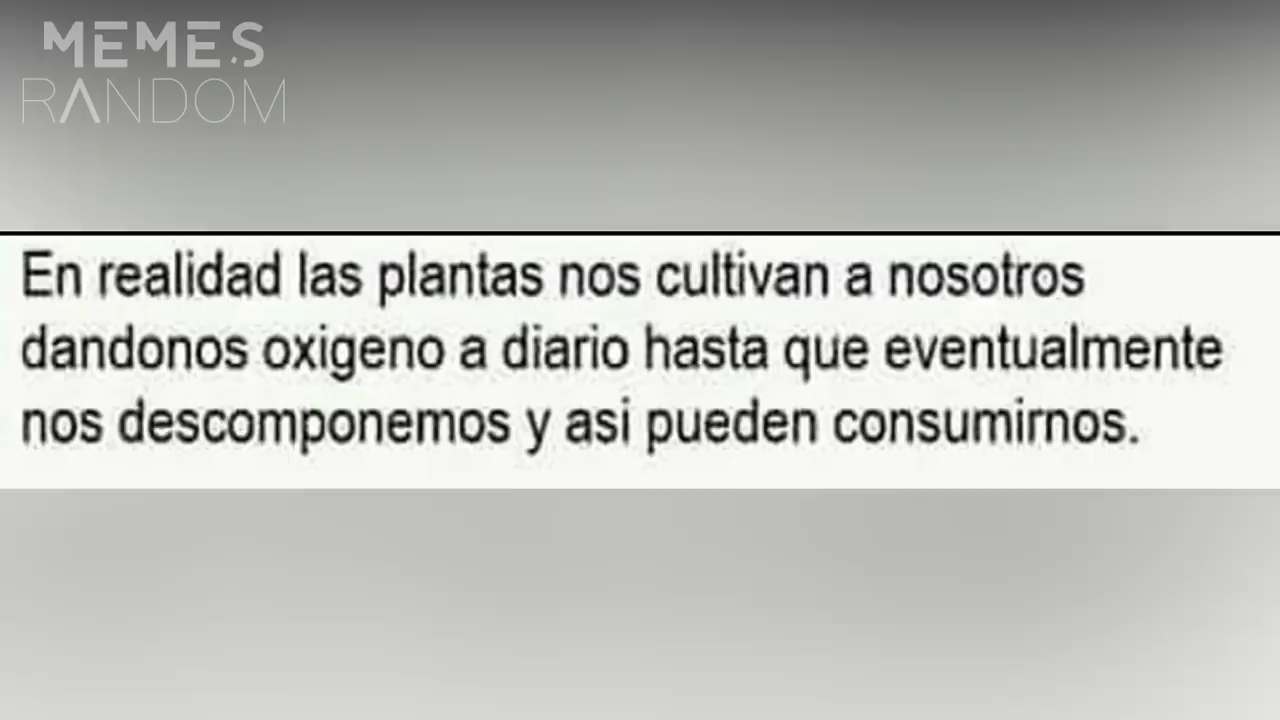 MEMES
RANDOM
En realidad las plantas nos cultivan a nosotros
dandonos oxigeno a diario hasta que eventualmente
nos descomponemos y asi pueden consumirnos.